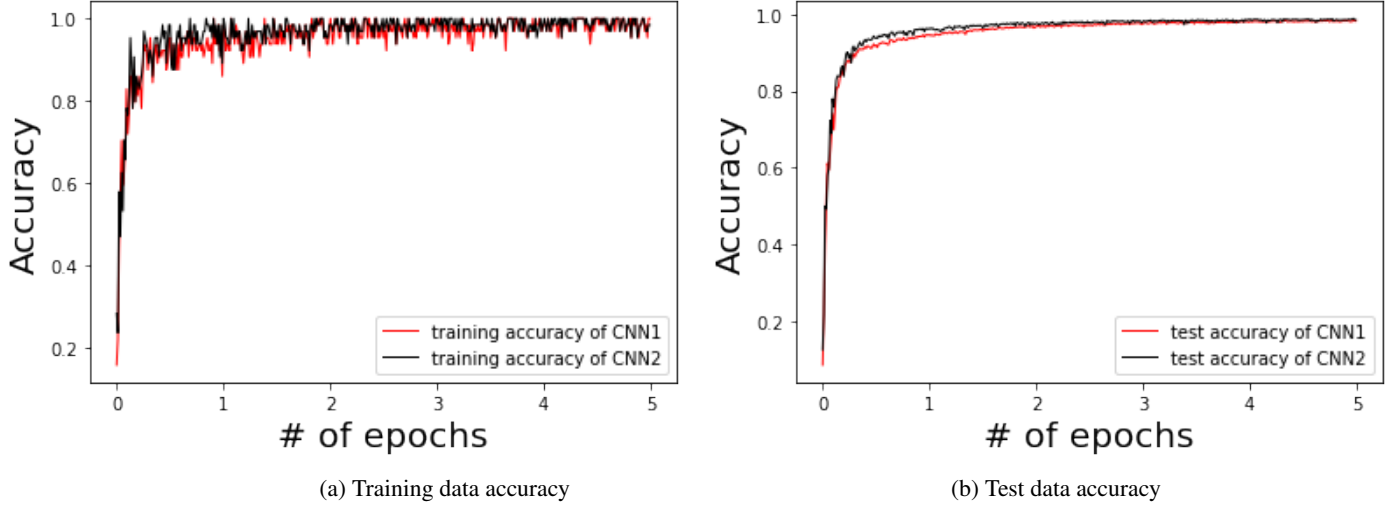 1.0
0.8
0.6
0.4
0.2
Accuracy
training accuracy of CNN1
training accuracy of CNN2
0 1 2 3 4 5
# of epochs
(a) Training data accuracy
1.0
0.8
0.6
0.4
0.2
Accuracy
test accuracy of CNN1
test accuracy of CNN2
0 1 2 3 4 5
# of epochs
(b) Test data accuracy